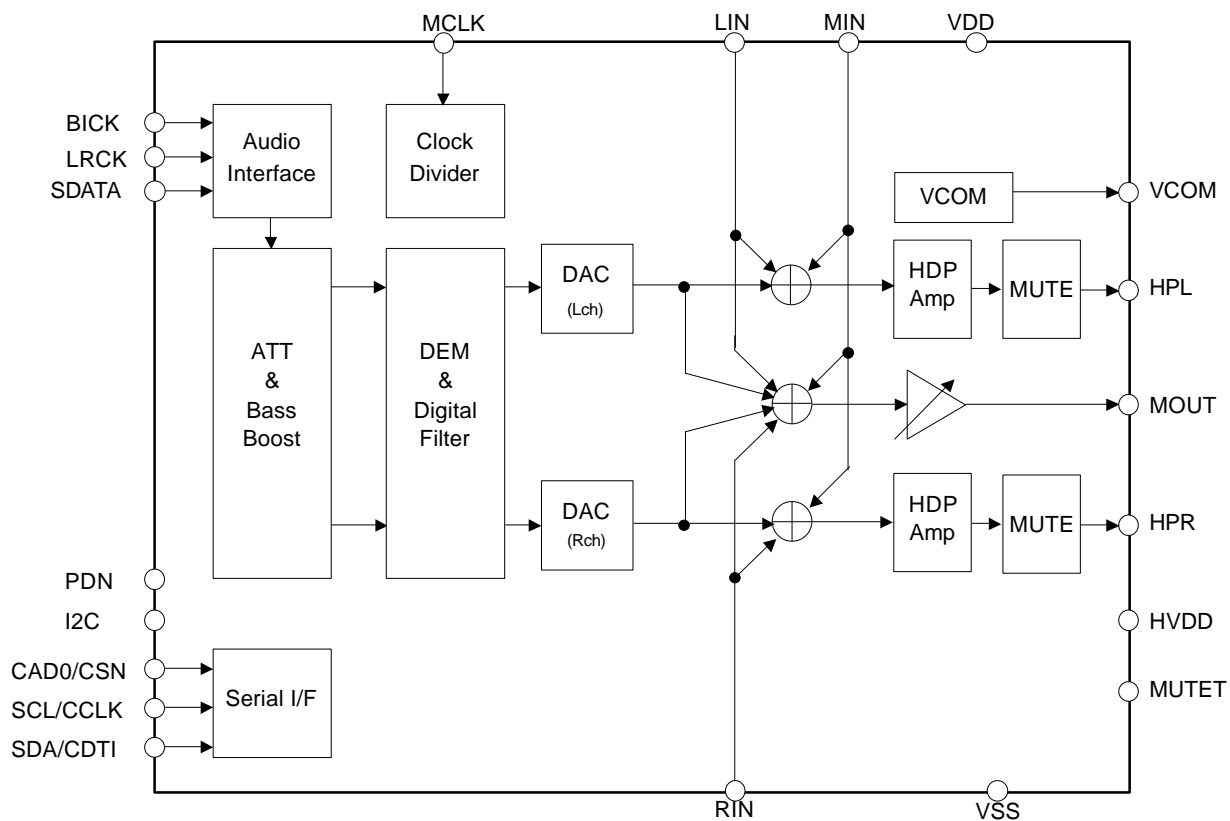 MCLK
LIN
MIN
VDD
BICK
LRCK
SDATA
Audio
Interface
Clock
Divider
VCOM
VCOM
ATT
&
Bass
Boost
DEM
&
Digital
Filter
DAC
(Lch)
HDP
Amp
MUTE
HPL
MOUT
DAC
(Rch)
HDP
Amp
MUTE
HPR
PDN
I2C
HVDD
CAD0/CSN
SCL/CCLK
SDA/CDTI
Serial I/F
MUTET
RIN
VSS